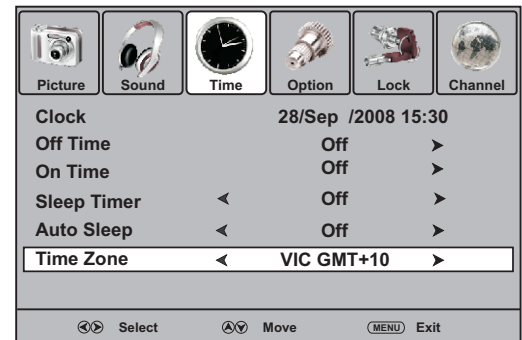 Picture Sound Time Option Lock Channel
Clock 28/Sep /2008 15:30
Off Time Off
On Time Off
Sleep Timer Off
Auto Sleep Off
Time Zone VIC GMT+10
Select Move MENU Exit